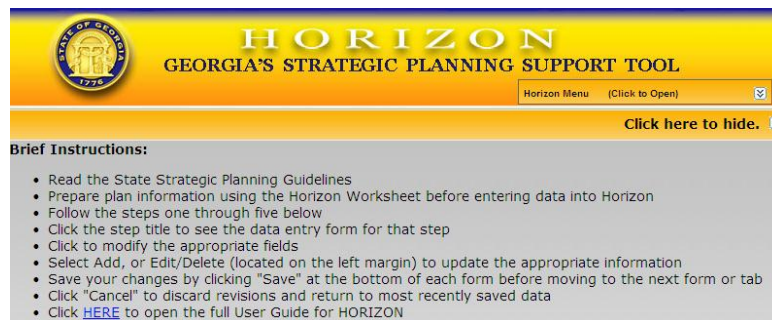 STATE OF GEORGIA
1776
HORIZON
GEORGIA'S STRATEGIC PLANNING SUPPORT TOOL
Horizon Menu (Click to Open)
Click here to hide.
Brief Instructions:
• Read the State Strategic Planning Guidelines
• Prepare plan information using the Horizon Worksheet before entering data into Horizon
• Follow the steps one through five below
• Click the step title to see the data entry form for that step
• Click to modify the appropriate fields
• Select Add, or Edit/Delete (located on the left margin) to update the appropriate information
• Save your changes by clicking "Save" at the bottom of each form before moving to the next form or tab
• Click "Cancel" to discard revisions and return to most recently saved data
• Click HERE to open the full User Guide for HORIZON